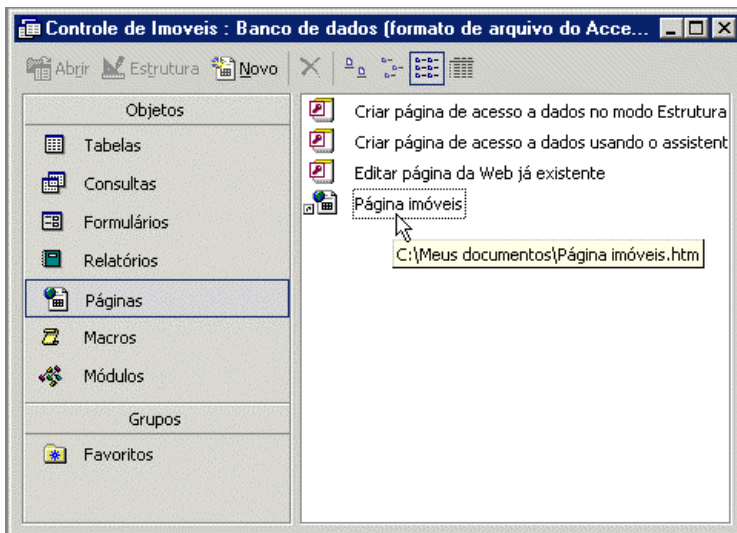 Controle de Imoveis : Banco de dados (formato de arquivo do Acce...
Abrir Estrutura Novo
Objetos
Tabelas
Consultas
Formulários
Relatórios
Páginas
Macros
Módulos
Grupos
Favoritos
Criar página de acesso a dados no modo Estrutura
Criar página de acesso a dados usando o assistent
Editar página da Web já existente
Página imóveis
C:\Meus documentos\Página imóveis.htm